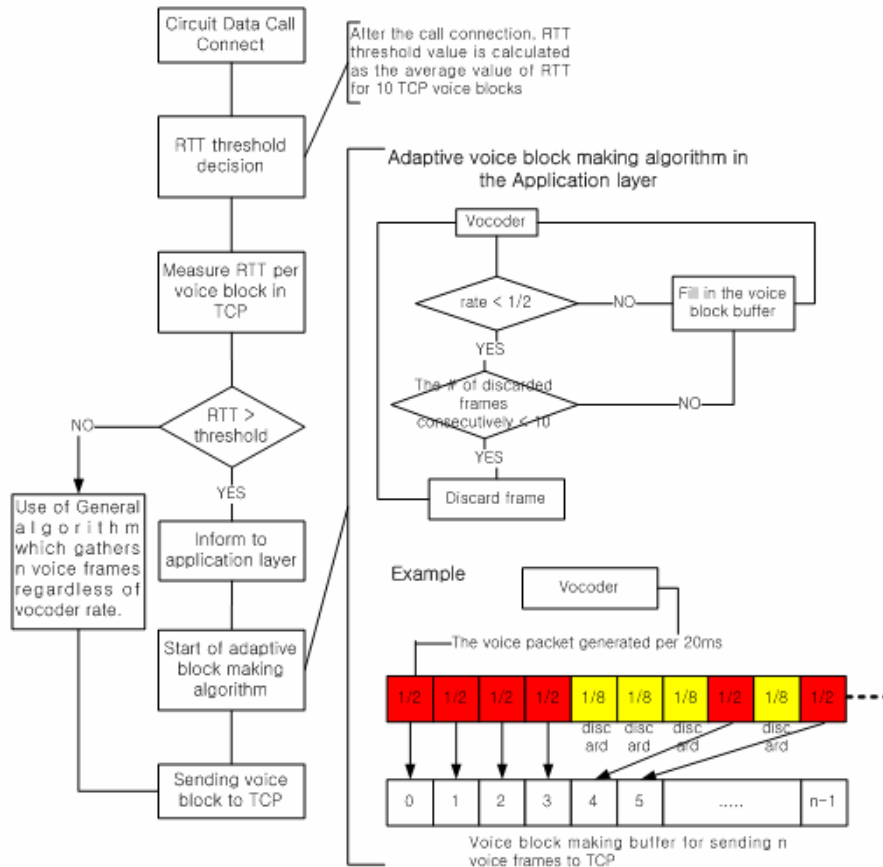 Circuit Data Call
Connect
After the call connection, RTT
threshold value is calculated
as the average value of RTT
for 10 TCP voice blocks
RTT threshold
decision
Measure RTT per
voice block in
TCP
RTT >
threshold
NO
YES
Use of General
algorithm
which gathers
n voice frames
regardless of
vocoder rate.
Inform to
application layer
Start of adaptive
block making
algorithm
Sending voice
block to TCP
Adaptive voice block making algorithm in
the Application layer
Vocoder
rate < 1/2
NO
Fill in the voice
block buffer
YES
The # of discarded
frames
consecutively < 10
NO
YES
Discard frame
Example
Vocoder
The voice packet generated per 20ms
1/2 1/2 1/2 1/2 1/8 1/8 1/8 1/2 1/8 1/2
disc disc disc disc
ard ard ard ard
0 1 2 3 4 5 ..... n-1
Voice block making buffer for sending n
voice frames to TCP